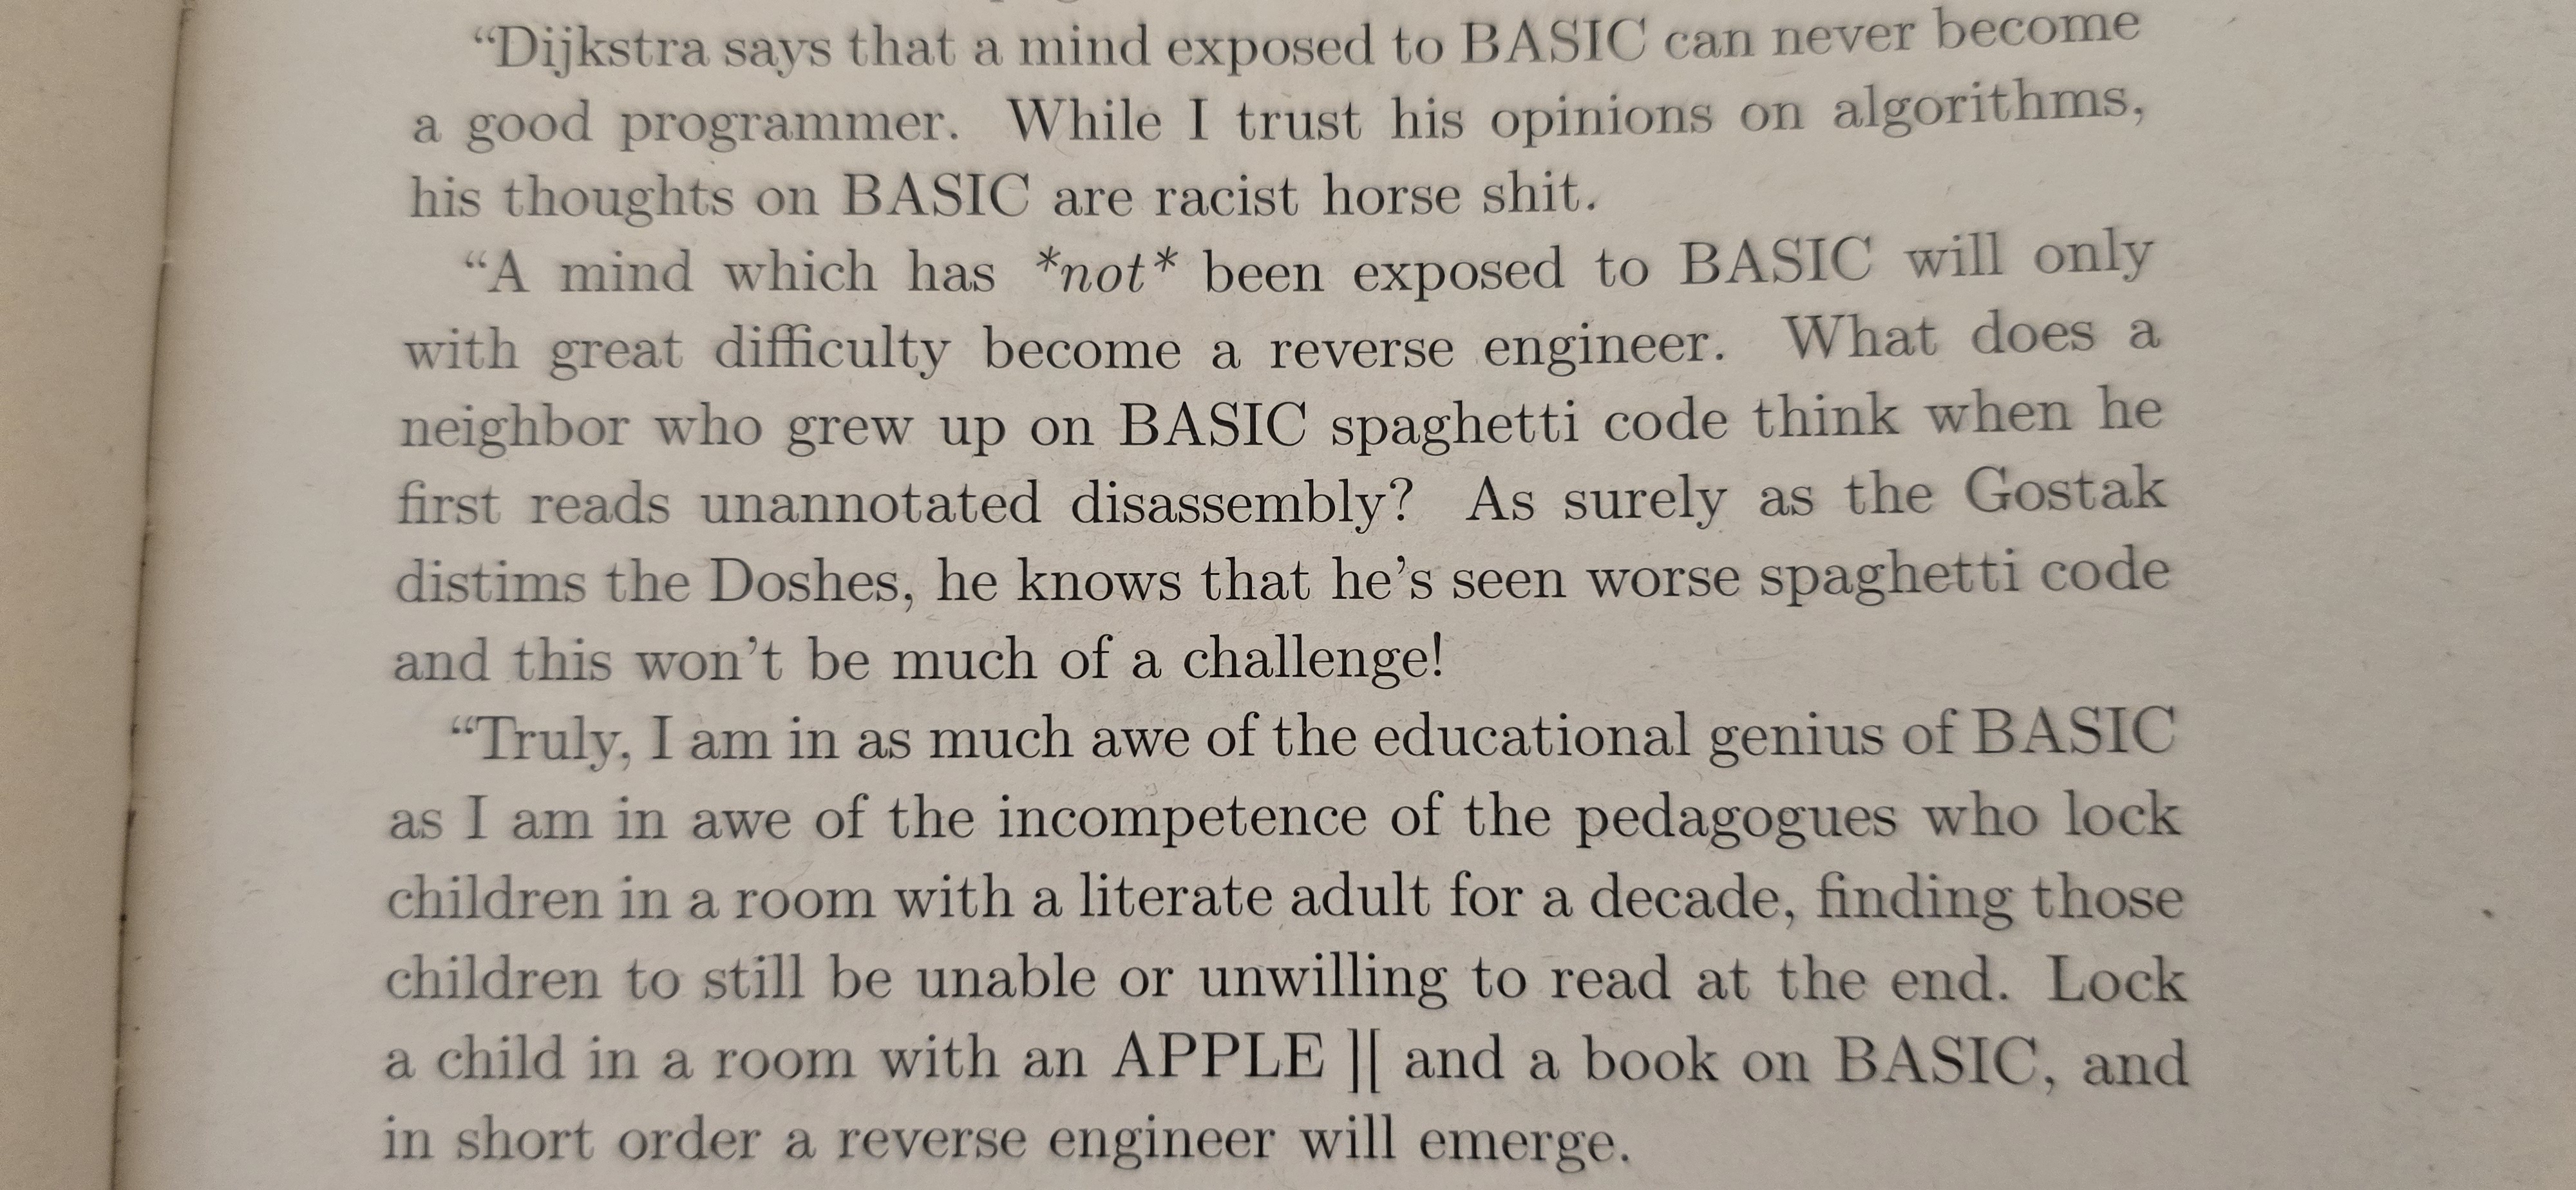 “Dijkstra says that a mind exposed to BASIC can never become
a good programmer. While I trust his opinions on algorithms,
his thoughts on BASIC are racist horse shit.
“A mind which has *not* been exposed to BASIC will only
with great difficulty become a reverse engineer. What does a
neighbor who grew up on BASIC spaghetti code think when he
first reads unannotated disassembly? As surely as the Gostak
distims the Doshes, he knows that he’s seen worse spaghetti code
and this won’t be much of a challenge!
“Truly, I am in as much awe of the educational genius of BASIC
as I am in awe of the incompetence of the pedagogues who lock
children in a room with a literate adult for a decade, finding those
children to still be unable or unwilling to read at the end. Lock
a child in a room with an APPLE ][ and a book on BASIC, and
in short order a reverse engineer will emerge.